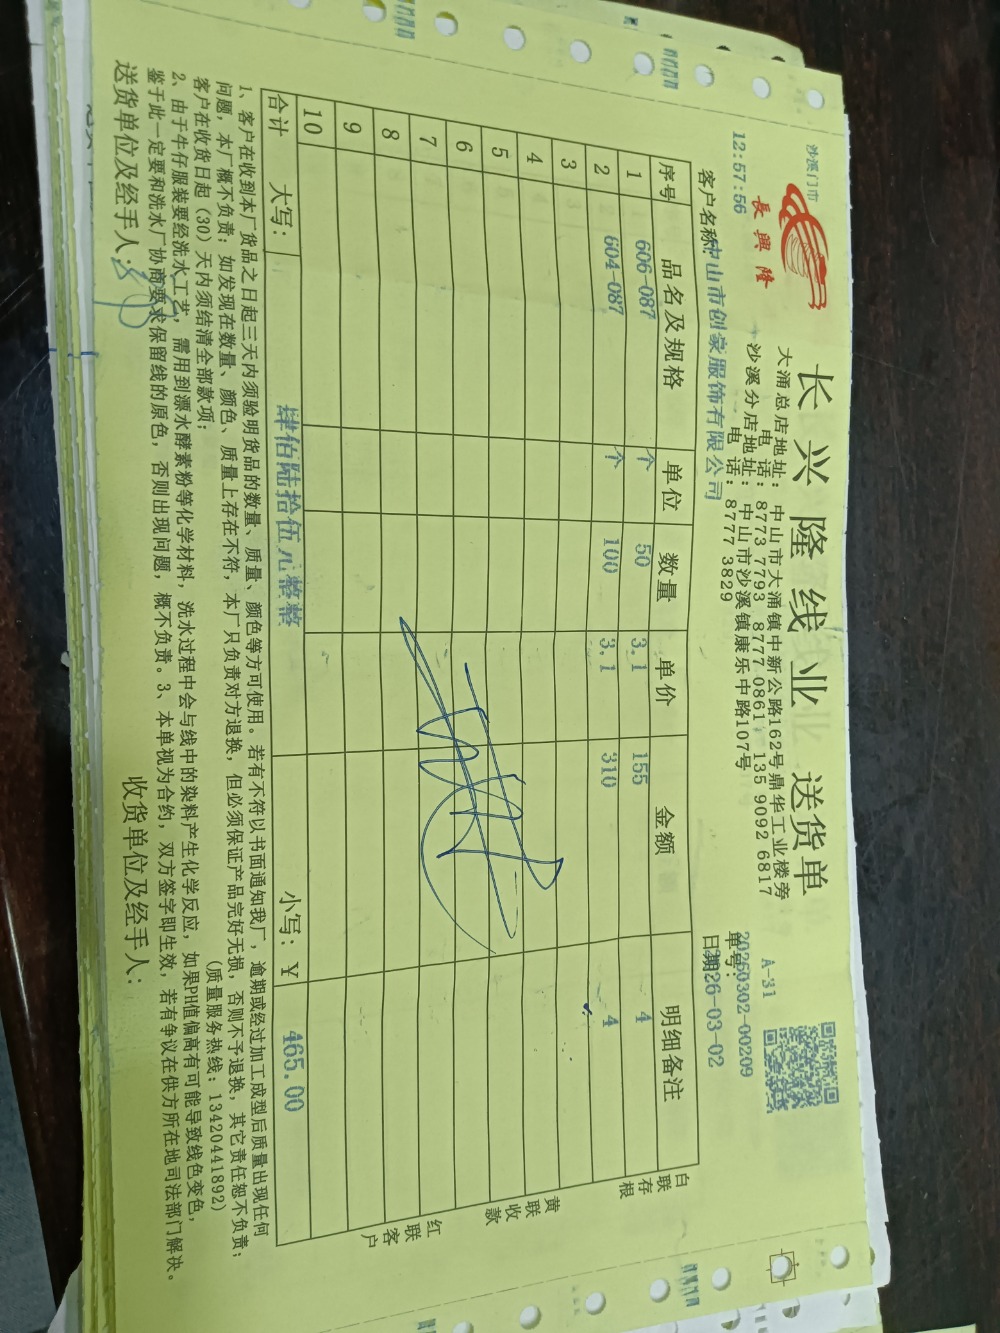 沙溪门市
長興隆
12:57:56
长兴隆线业 送货单
大涌总店地址：中山市大涌镇中新公路162号鼎华工业楼旁
电话：8773 7793 8777 0861 135 9092 6817
沙溪分店地址：中山市沙溪镇康乐中路107号
电话：8777 3829
A-31
单号：20260302-00209
日期：2026-03-02
客户名称：中山市创豪服饰有限公司
序号 品名及规格 单位 数量 单价 金额 明细备注
1 606-087 个 50 3.1 155 4
2 604-087 个 100 3.1 310 4
3
4
5
6
7
8
9
10
合计 大写：肆佰陆拾伍元整整 小写：￥ 465.00
白联存根
黄联收款
红联客户
1、客户在收到本厂货品之日起三天内须验明货品的数量、质量、颜色等方可使用。若有不符以书面通知我厂，逾期或经过加工成型后质量出现任何
问题，本厂概不负责；如发现在数量、颜色、质量上存在不符，本厂只负责对方退换，但必须保证产品完好无损，否则不予退换，其它责任恕不负责；
客户在收货日起（30）天内须结清全部款项； （质量服务热线：13420441892）
2、由于牛仔服装要经洗水工艺，需用到漂水酵素粉等化学材料，洗水过程中会与线中的染料产生化学反应，如果PH值偏高有可能导致线色变色，
鉴于此一定要和洗水厂协商要求保留线的原色，否则出现问题，概不负责。3、本单视为合约，双方签字即生效，若有争议在供方所在地司法部门解决。
送货单位及经手人： 收货单位及经手人：